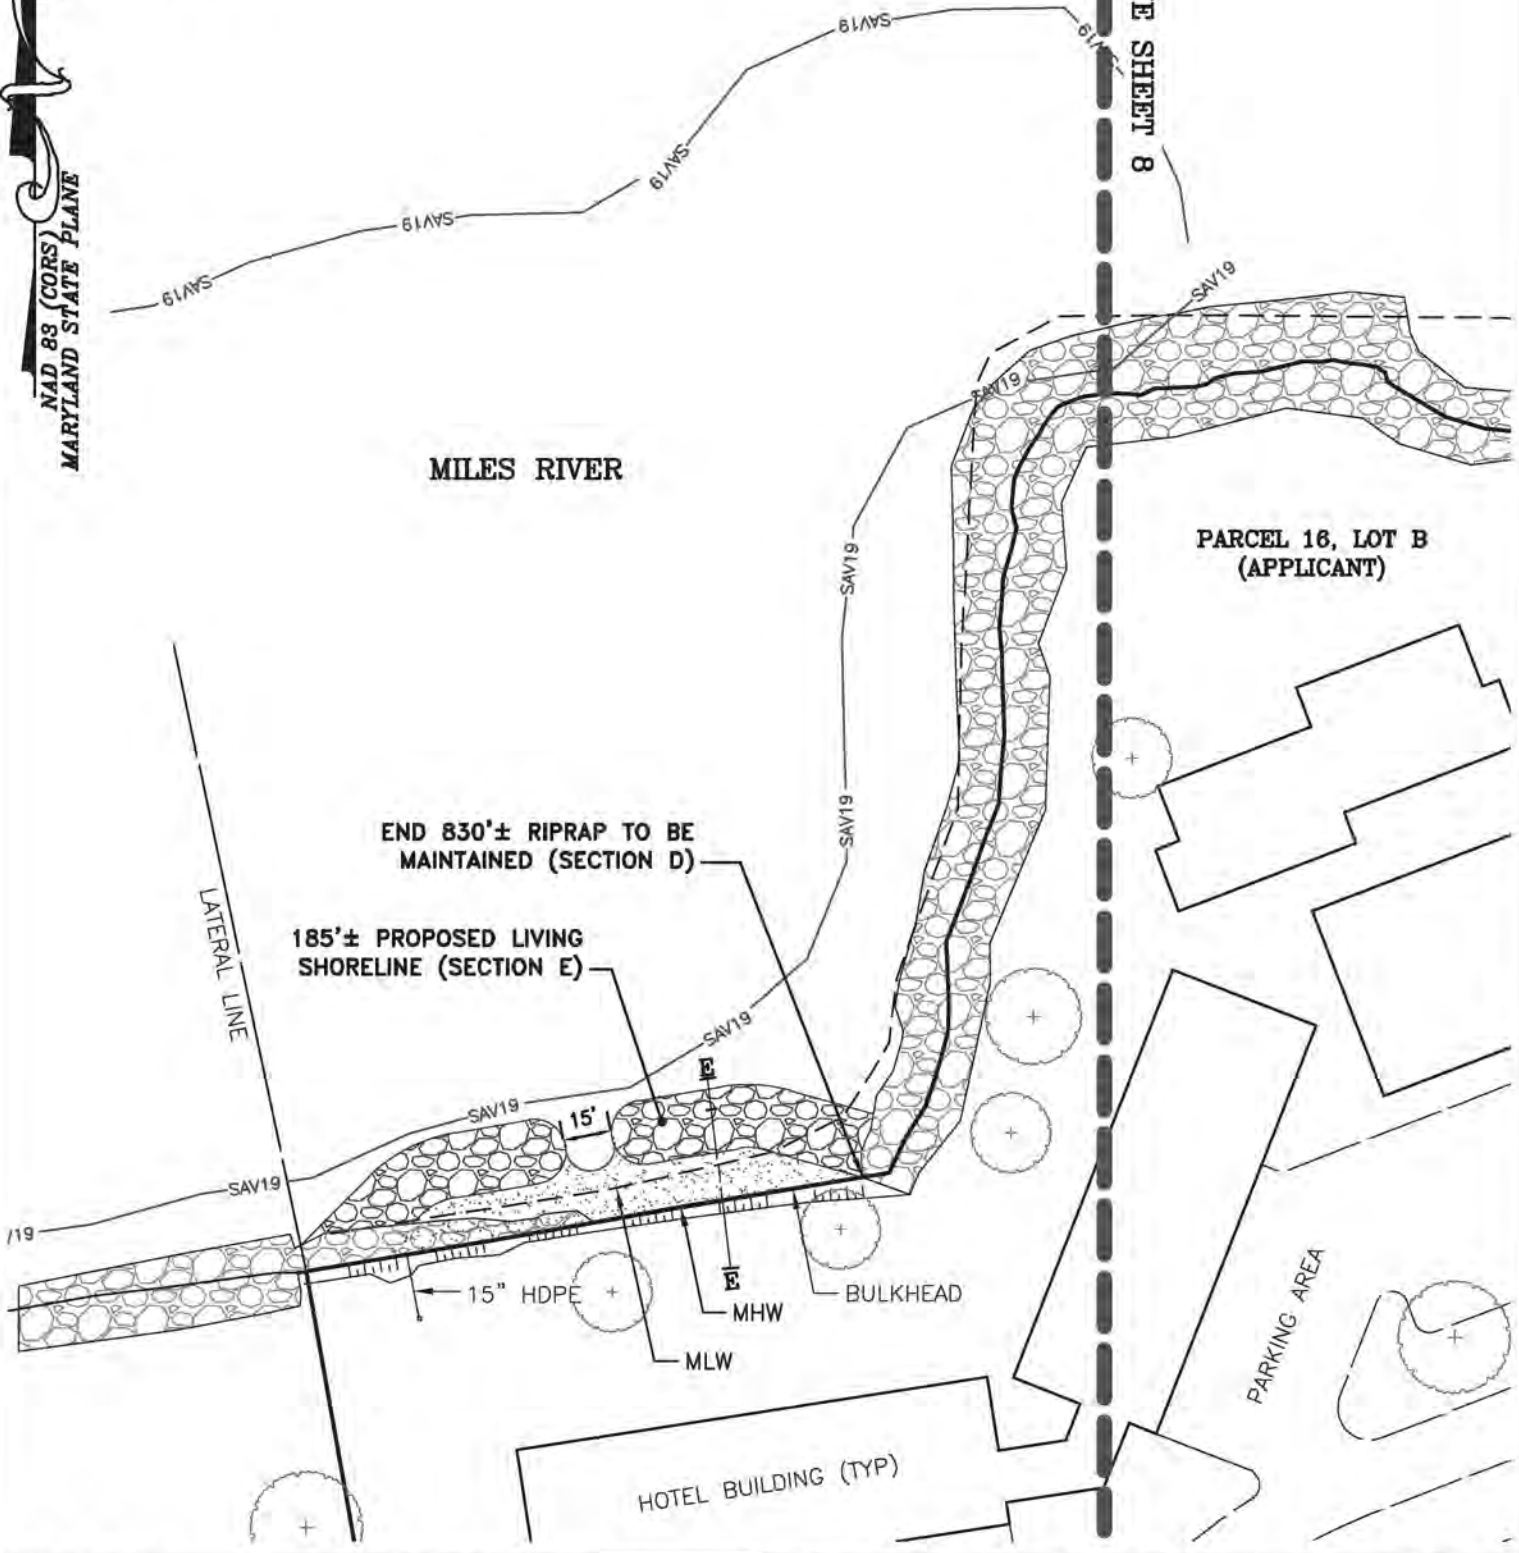 SAV19
SAV19
E SHEET 8
SAV19
SAV19
SAV19
NAD 83 (CORS)
MARYLAND STATE PLANE
SAV19
SAV19
MILES RIVER
PARCEL 16, LOT B
(APPLICANT)
SAV19
SAV19
END 830'± RIPRAP TO BE
MAINTAINED (SECTION D)
LATERAL LINE
185'± PROPOSED LIVING
SHORELINE (SECTION E)
SAV19
E
SAV19
15'
SAV19
/19
E
15" HDPE
BULKHEAD
MHW
MLW
PARKING AREA
HOTEL BUILDING (TYP)